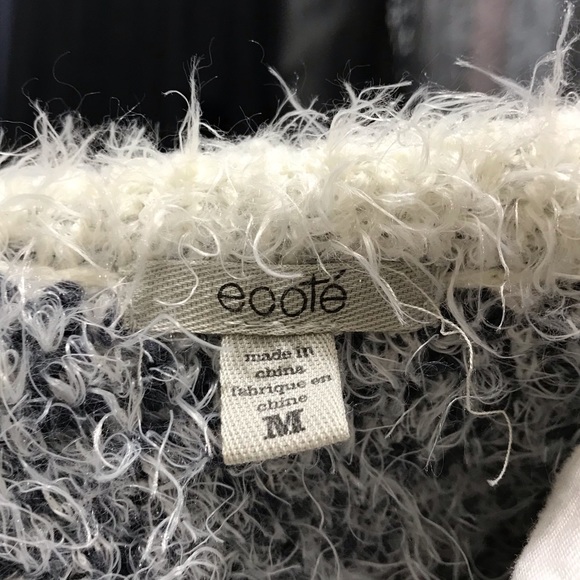 ecoté
made in
china
fabrique en
chine
M